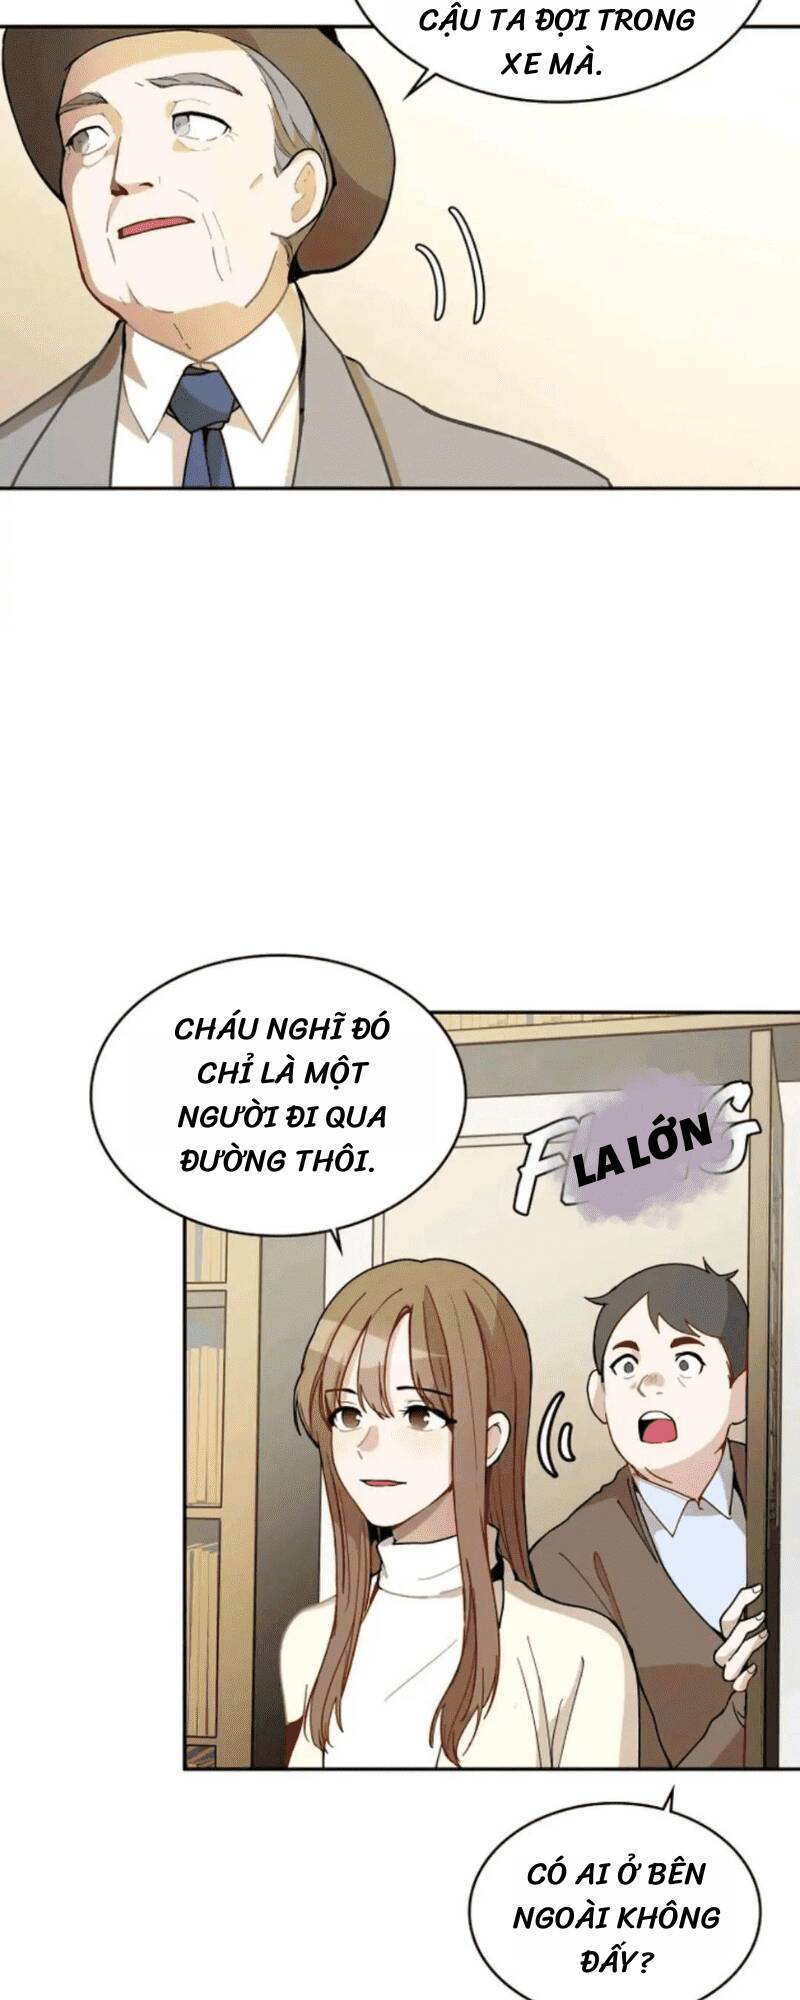 CẬU TA ĐỢI TRONG
XE MÀ.
CHÁU NGHĨ ĐÓ
CHỈ LÀ MỘT
NGƯỜI ĐI QUA
ĐƯỜNG THÔI.
LA LỚN
CÓ AI Ở BÊN
NGOÀI KHÔNG
ĐẤY?